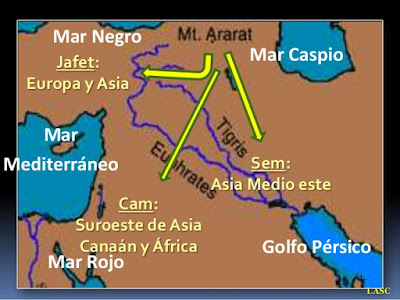 Mar Negro
Mt. Ararat
Mar Caspio
Jafet:
Europa y Asia
Mar
Mediterráneo
Tigris
Euphrates
Sem:
Asia Medio este
Cam:
Suroeste de Asia
Canaán y África
Mar Rojo
Golfo Pérsico
LASC